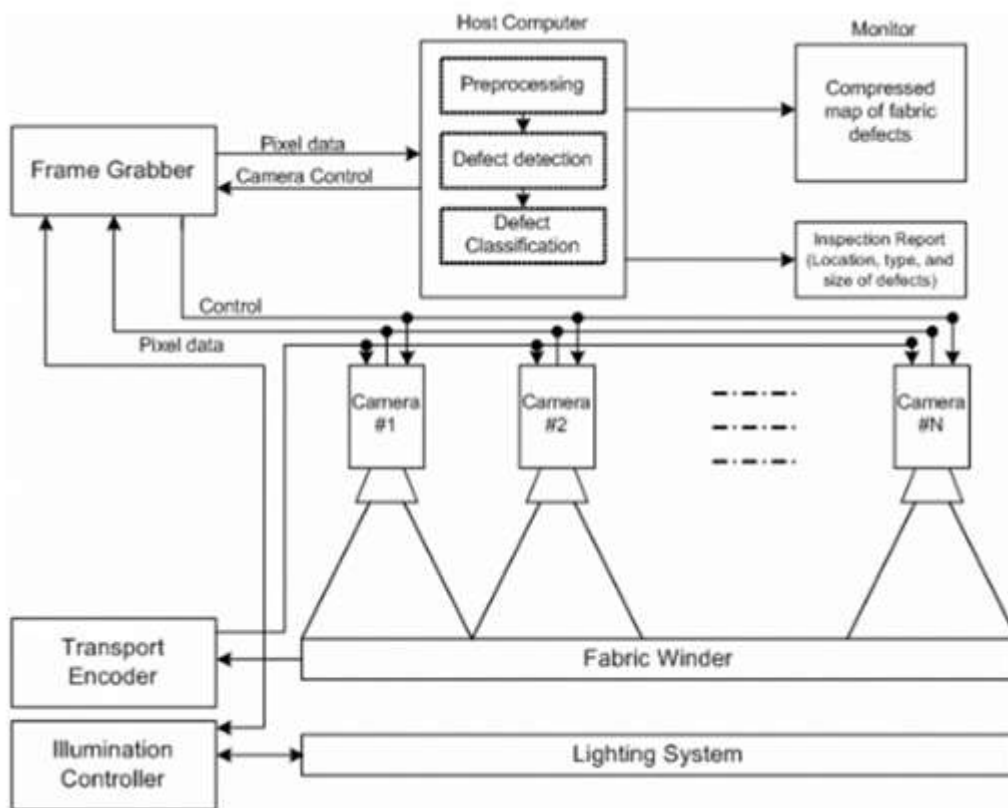 Host Computer
Monitor
Preprocessing
Compressed
map of fabric
defects
Pixel data
Defect detection
Frame Grabber
Camera Control
Defect
Classification
Inspection Report
(Location, type, and
size of defects)
Control
Pixel data
Camera
#1
Camera
#2
Camera
#N
Transport
Encoder
Fabric Winder
Illumination
Controller
Lighting System